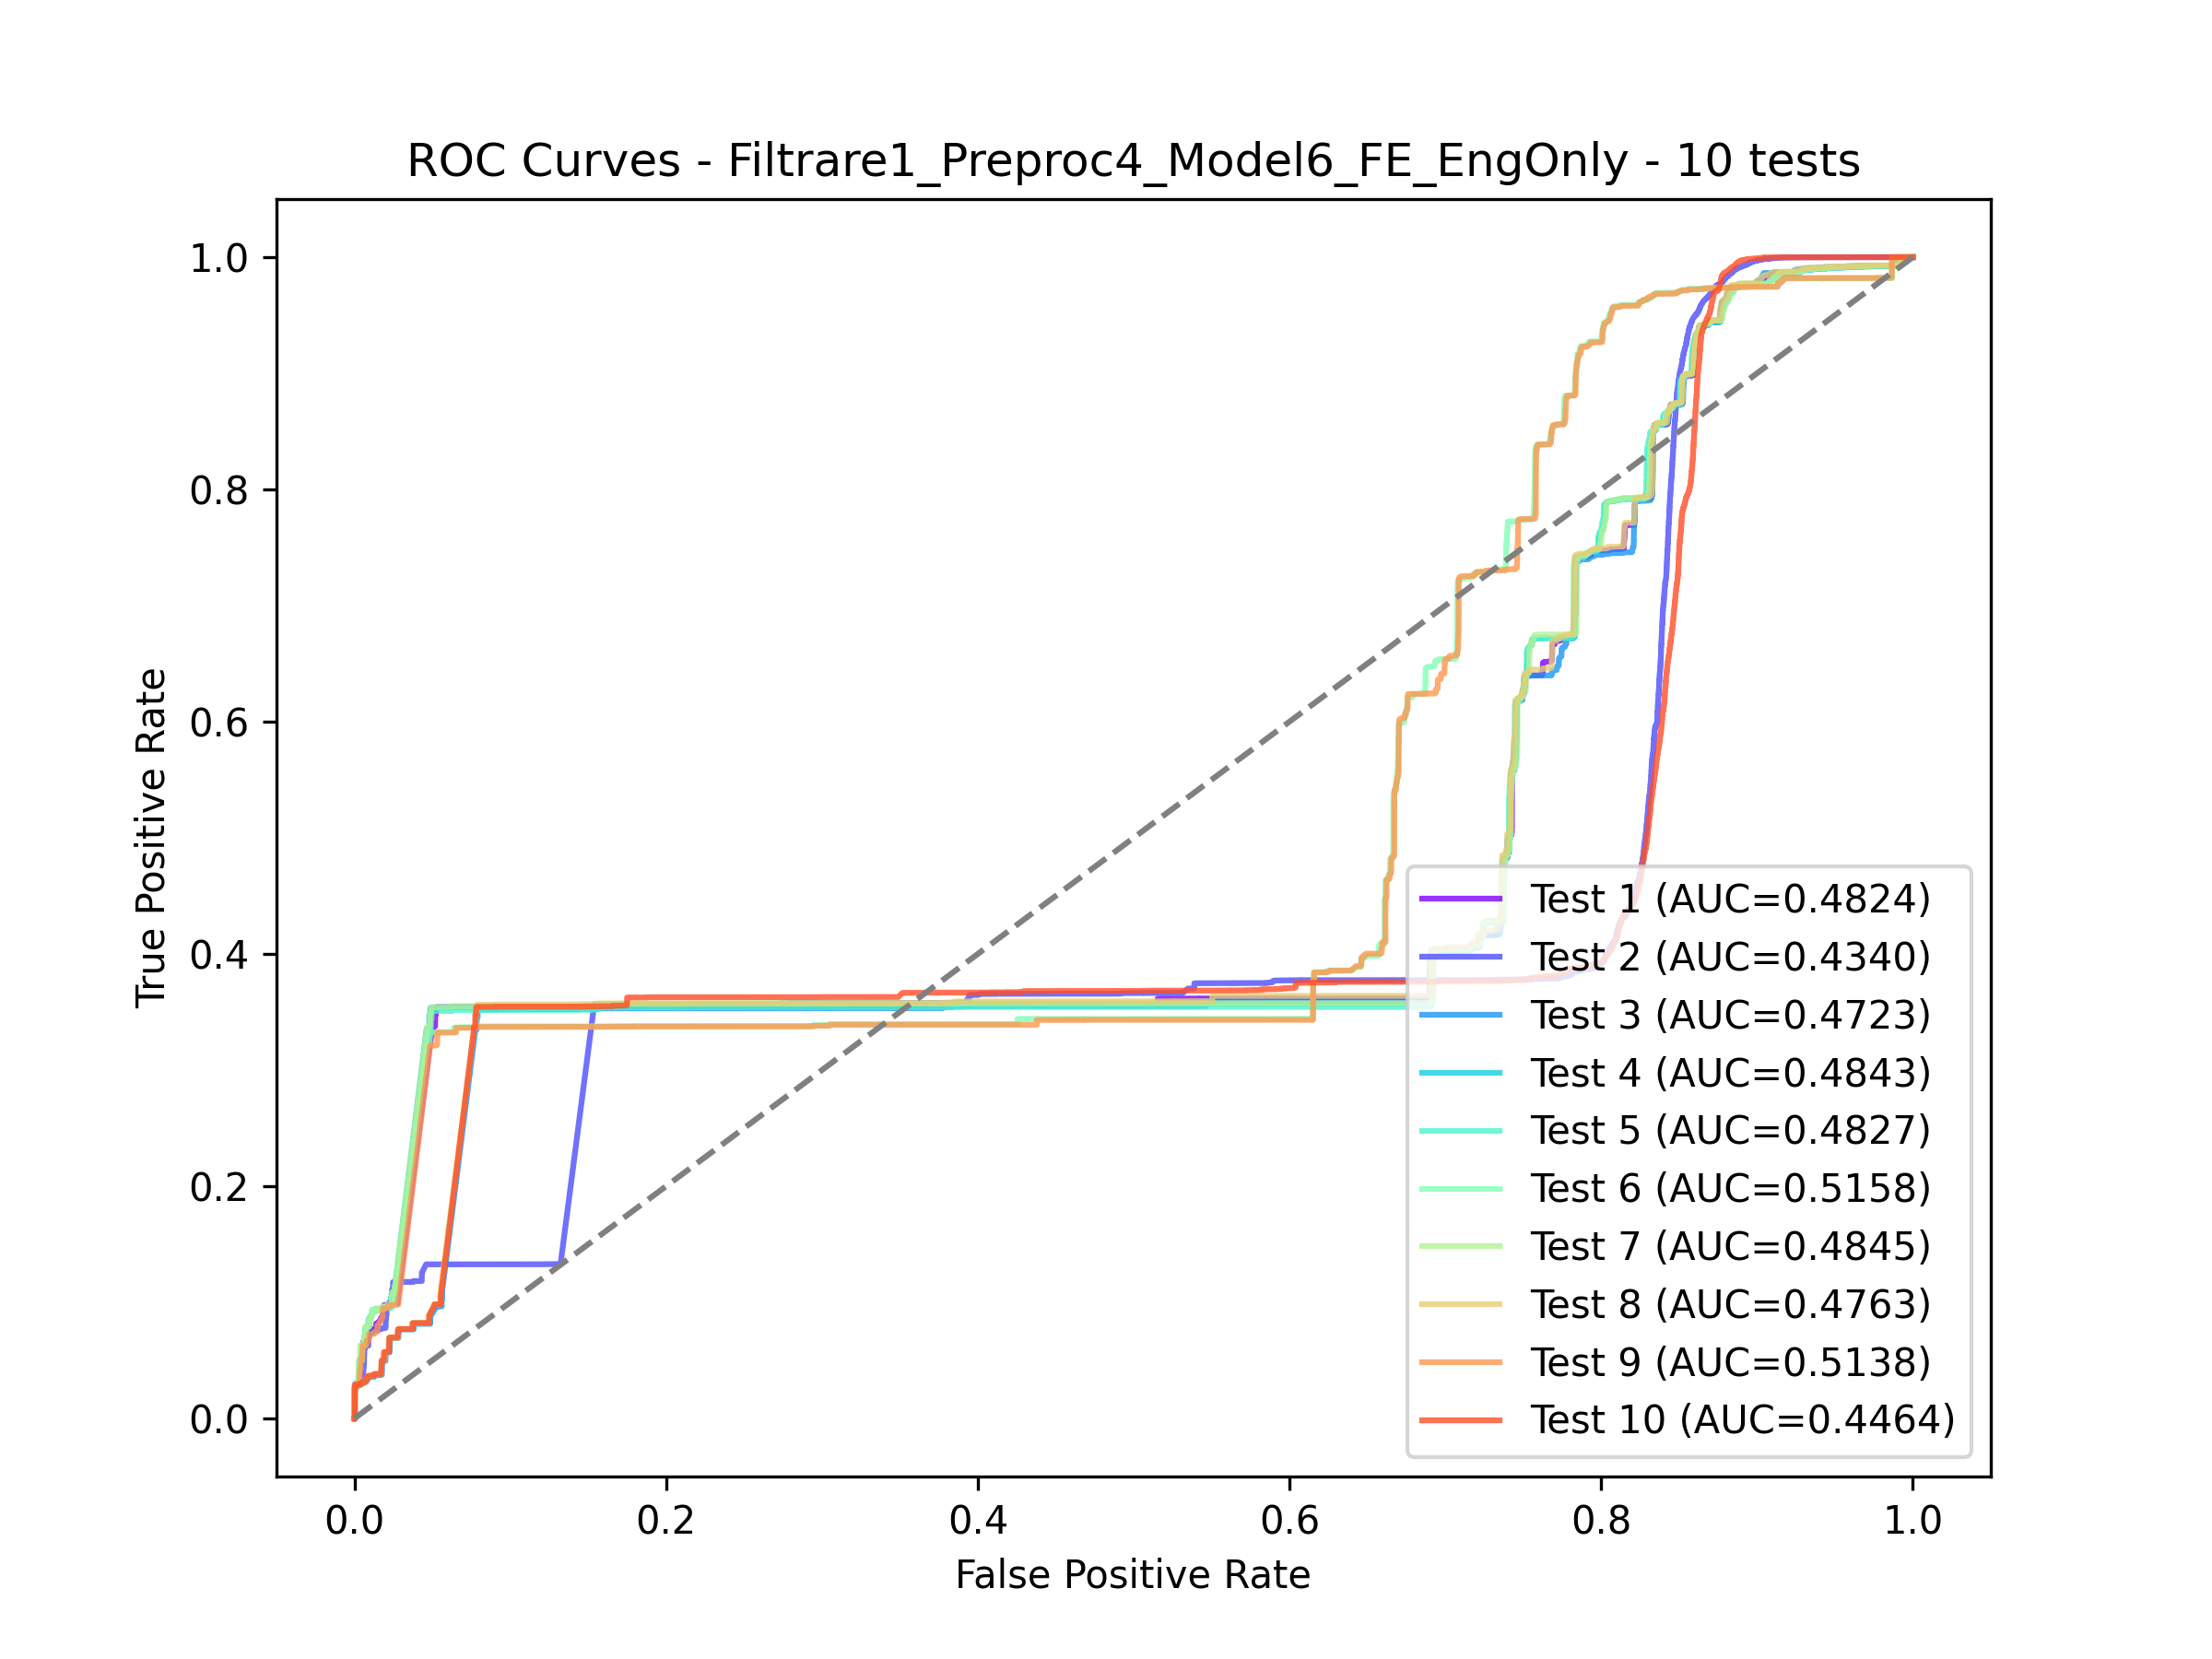 ROC Curves - Filtrare1_Preproc4_Model6_FE_EngOnly - 10 tests
True Positive Rate
1.0
0.8
0.6
0.4
0.2
0.0
Test 1 (AUC=0.4824)
Test 2 (AUC=0.4340)
Test 3 (AUC=0.4723)
Test 4 (AUC=0.4843)
Test 5 (AUC=0.4827)
Test 6 (AUC=0.5158)
Test 7 (AUC=0.4845)
Test 8 (AUC=0.4763)
Test 9 (AUC=0.5138)
Test 10 (AUC=0.4464)
0.0 0.2 0.4 0.6 0.8 1.0
False Positive Rate